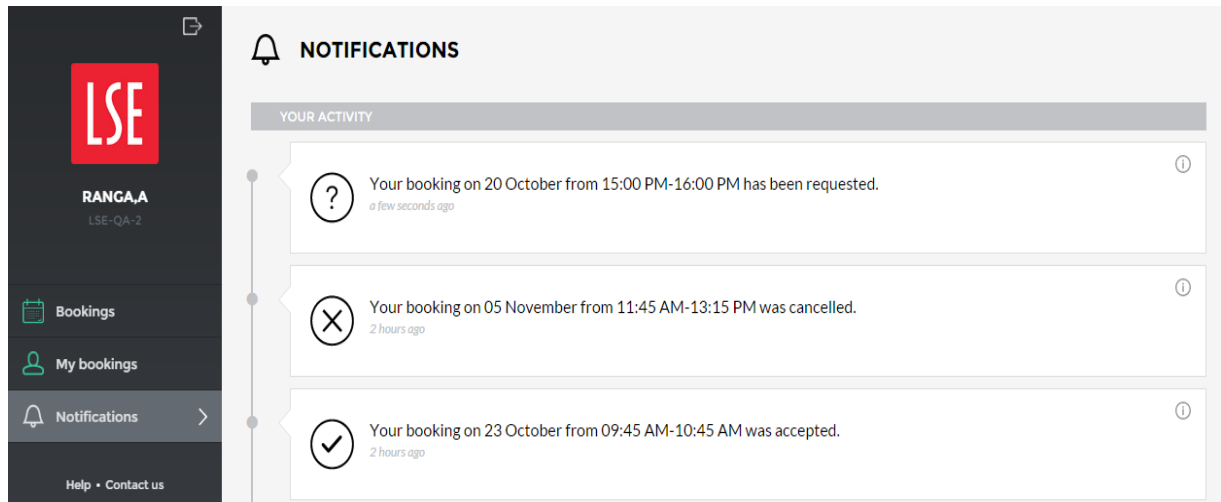 LSE
RANGA,A
LSE-QA-2
Bookings
My bookings
Notifications
Help • Contact us
NOTIFICATIONS
YOUR ACTIVITY
?
Your booking on 20 October from 15:00 PM-16:00 PM has been requested.
a few seconds ago
Your booking on 05 November from 11:45 AM-13:15 PM was cancelled.
2 hours ago
Your booking on 23 October from 09:45 AM-10:45 AM was accepted.
2 hours ago